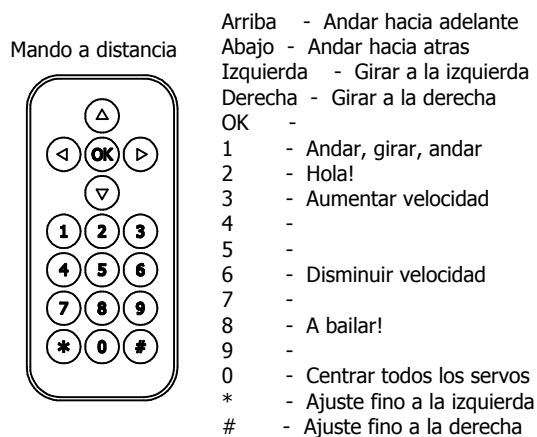 Mando a distancia
OK
1 2 3
4 5 6
7 8 9
* 0 #
Arriba - Andar hacia adelante
Abajo - Andar hacia atras
Izquierda - Girar a la izquierda
Derecha - Girar a la derecha
OK -
1 - Andar, girar, andar
2 - Hola!
3 - Aumentar velocidad
4 -
5 -
6 - Disminuir velocidad
7 -
8 - A bailar!
9 -
0 - Centrar todos los servos
* - Ajuste fino a la izquierda
# - Ajuste fino a la derecha